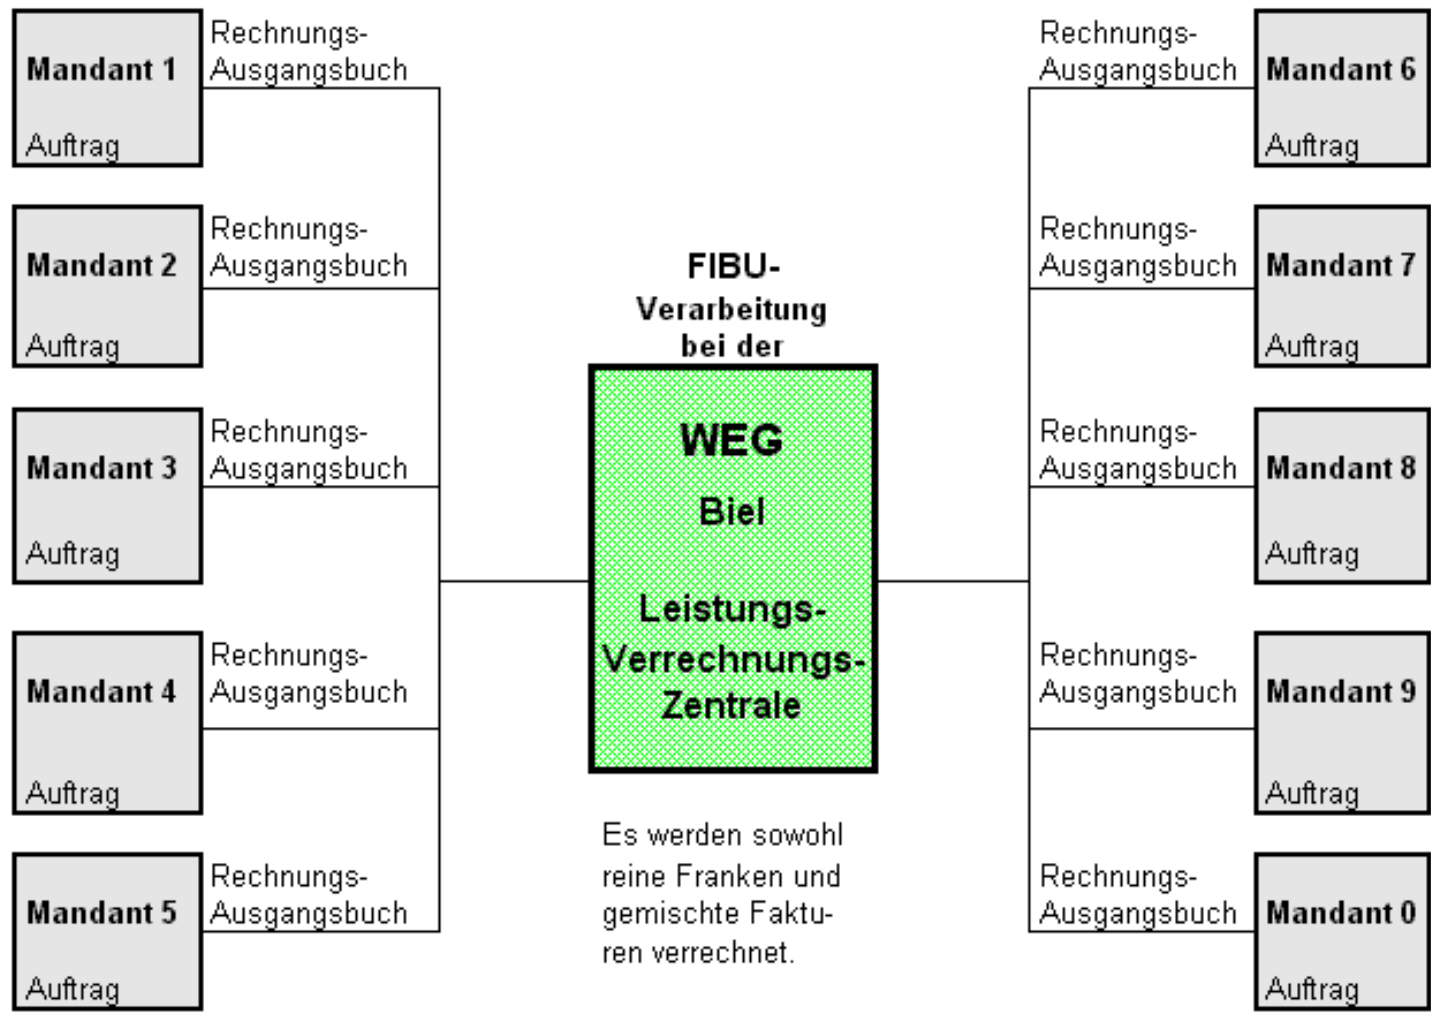 Mandant 1
Auftrag
Rechnungs-
Ausgangsbuch
Mandant 2
Auftrag
Rechnungs-
Ausgangsbuch
Mandant 3
Auftrag
Rechnungs-
Ausgangsbuch
Mandant 4
Auftrag
Rechnungs-
Ausgangsbuch
Mandant 5
Auftrag
Rechnungs-
Ausgangsbuch
FIBU-
Verarbeitung
bei der
WEG
Biel
Leistungs-
Verrechnungs-
Zentrale
Es werden sowohl
reine Franken und
gemischte Faktu-
ren verrechnet.
Rechnungs-
Ausgangsbuch
Mandant 6
Auftrag
Rechnungs-
Ausgangsbuch
Mandant 7
Auftrag
Rechnungs-
Ausgangsbuch
Mandant 8
Auftrag
Rechnungs-
Ausgangsbuch
Mandant 9
Auftrag
Rechnungs-
Ausgangsbuch
Mandant 0
Auftrag